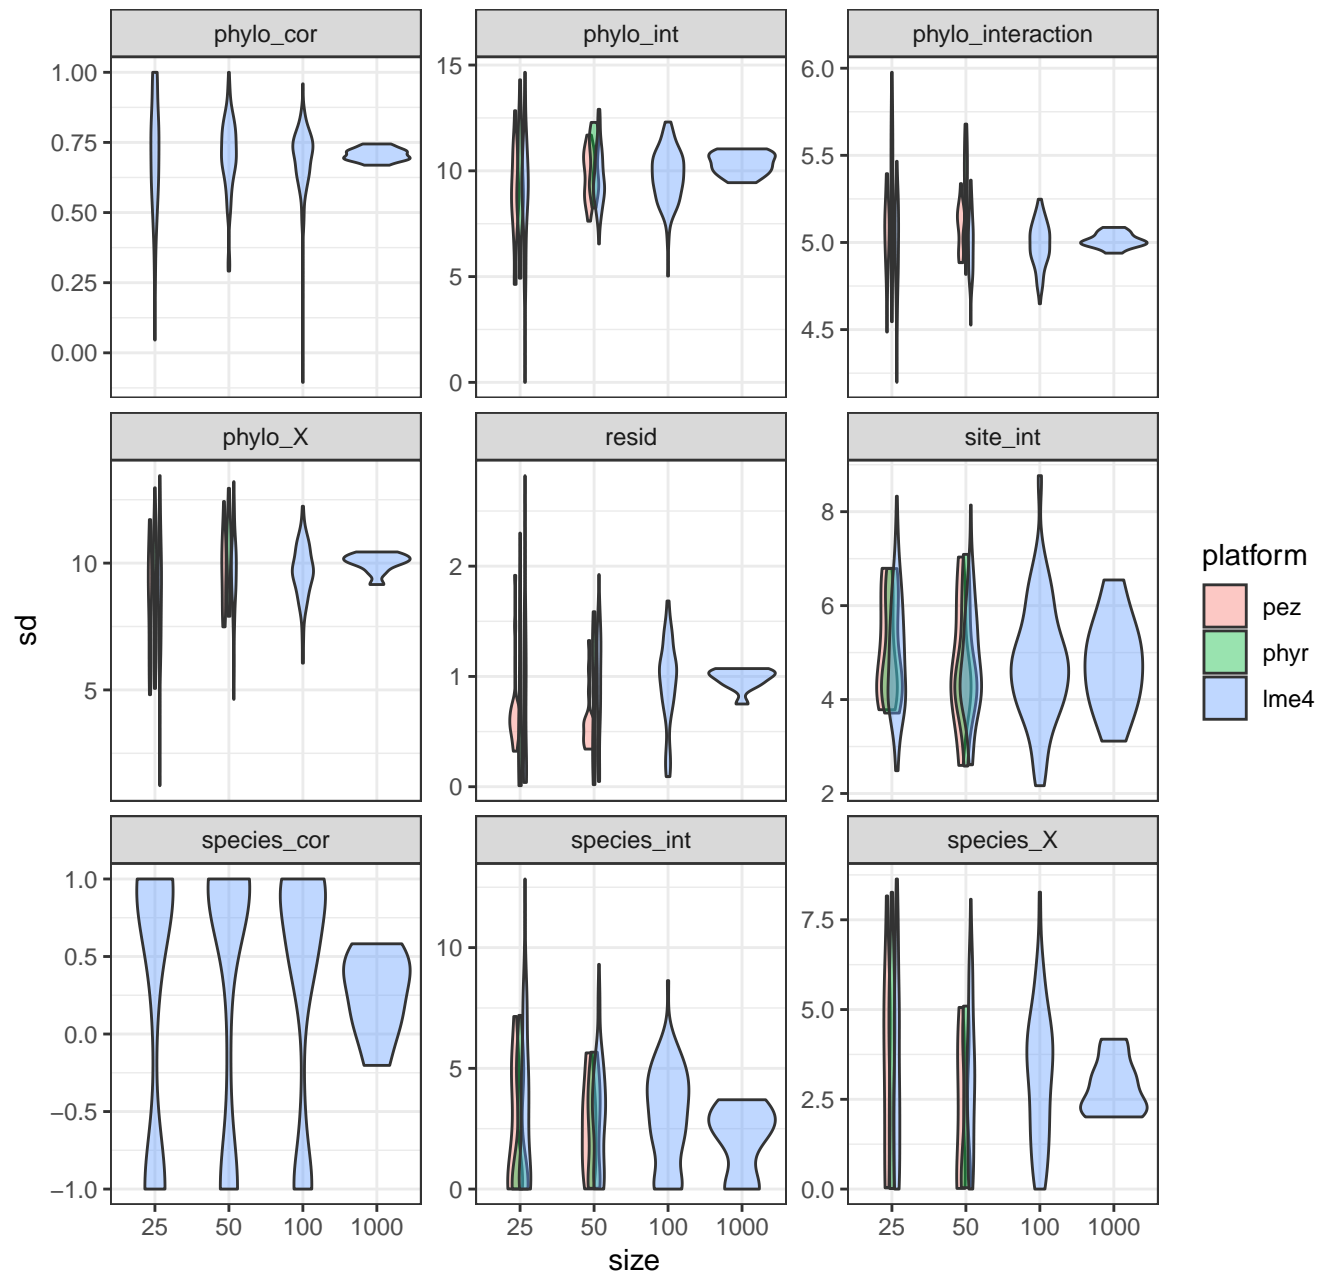 phylo_cor phylo_int phylo_interaction
1.00
0.75
0.50
0.25
0.00
15
10
5
0
6.0
5.5
5.0
4.5
phylo_X resid site_int
10
5
2
1
0
8
6
4
2
species_cor species_int species_X
1.0
0.5
0.0
−0.5
−1.0
10
5
0
7.5
5.0
2.5
0.0
25 50 100 1000
25 50 100 1000
25 50 100 1000
size
sd
platform
pez
phyr
lme4